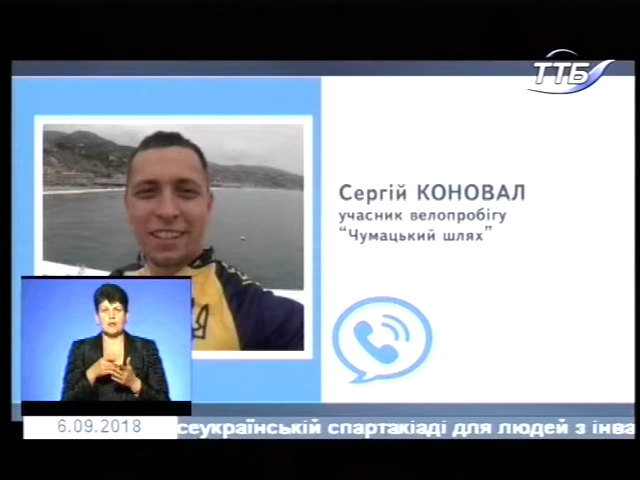 ТТБ
Сергій КОНОВАЛ
учасник велопробігу
“Чумацький шлях”
6.09.2018
сеукраїнській спартакіаді для людей з інва